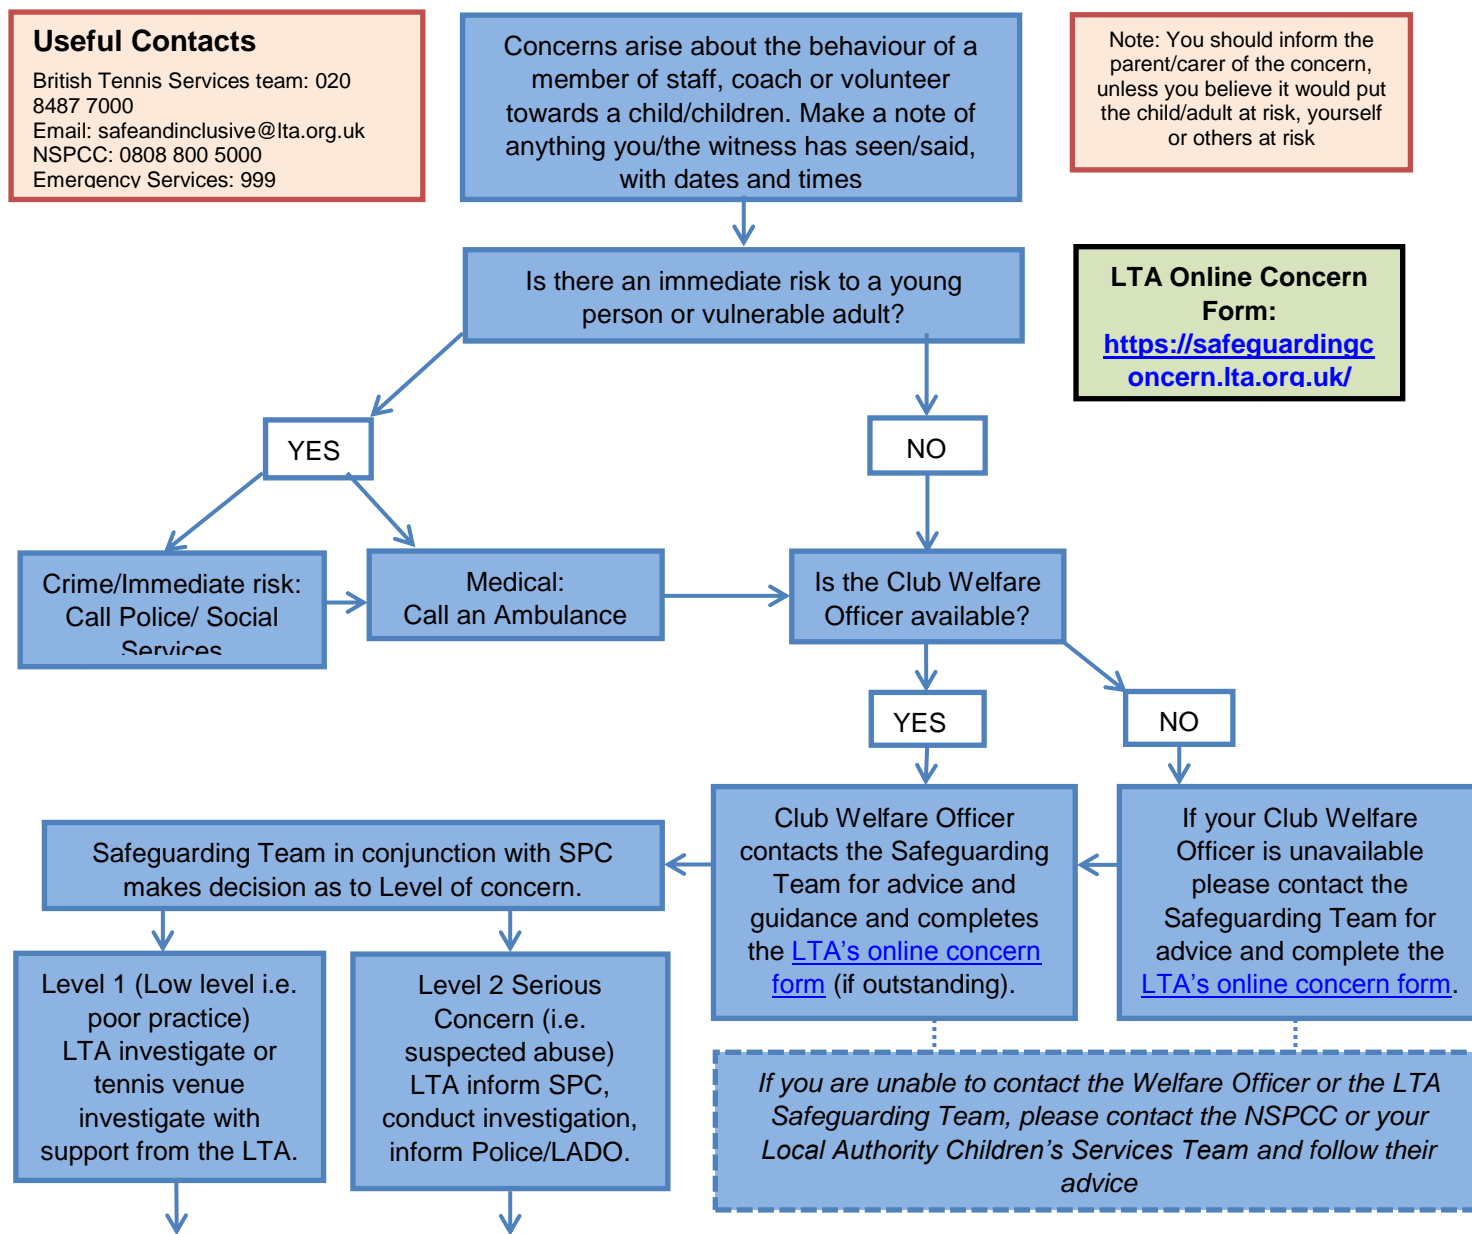 Useful Contacts
British Tennis Services team: 020
8487 7000
Email: safeandinclusive@lta.org.uk
NSPCC: 0808 800 5000
Emergency Services: 999
Concerns arise about the behaviour of a
member of staff, coach or volunteer
towards a child/children. Make a note of
anything you/the witness has seen/said,
with dates and times
Note: You should inform the
parent/carer of the concern,
unless you believe it would put
the child/adult at risk, yourself
or others at risk
Is there an immediate risk to a young
person or vulnerable adult?
LTA Online Concern
Form:
https://safeguardingc
oncern.lta.org.uk/
YES
NO
Crime/Immediate risk:
Call Police/ Social
Services
Medical:
Call an Ambulance
Is the Club Welfare
Officer available?
YES
NO
Safeguarding Team in conjunction with SPC
makes decision as to Level of concern.
Club Welfare Officer
contacts the Safeguarding
Team for advice and
guidance and completes
the LTA's online concern
form (if outstanding).
If your Club Welfare
Officer is unavailable
please contact the
Safeguarding Team for
advice and complete the
LTA's online concern form.
Level 1 (Low level i.e.
poor practice)
LTA investigate or
tennis venue
investigate with
support from the LTA.
Level 2 Serious
Concern (i.e.
suspected abuse)
LTA inform SPC,
conduct investigation,
inform Police/LADO.
If you are unable to contact the Welfare Officer or the LTA
Safeguarding Team, please contact the NSPCC or your
Local Authority Children's Services Team and follow their
advice